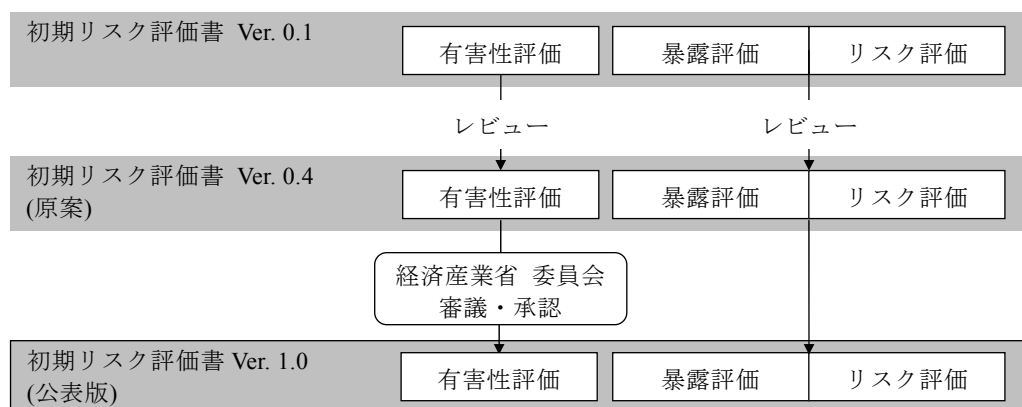 初期リスク評価書 Ver. 0.1
有害性評価
暴露評価
リスク評価
レビュー
レビュー
初期リスク評価書 Ver. 0.4
(原案)
有害性評価
暴露評価
リスク評価
経済産業省 委員会
審議・承認
初期リスク評価書 Ver. 1.0
(公表版)
有害性評価
暴露評価
リスク評価